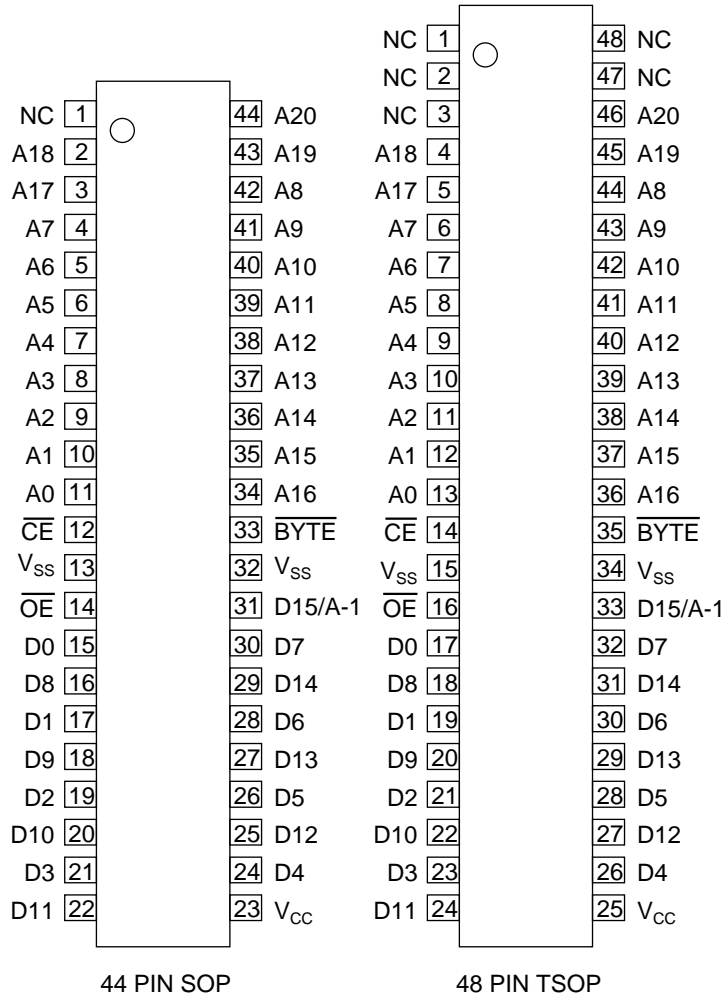 NC 1 44 A20
A18 2 43 A19
A17 3 42 A8
A7 4 41 A9
A6 5 40 A10
A5 6 39 A11
A4 7 38 A12
A3 8 37 A13
A2 9 36 A14
A1 10 35 A15
A0 11 34 A16
CE 12 33 BYTE
VSS 13 32 VSS
OE 14 31 D15/A-1
D0 15 30 D7
D8 16 29 D14
D1 17 28 D6
D9 18 27 D13
D2 19 26 D5
D10 20 25 D12
D3 21 24 D4
D11 22 23 VCC
44 PIN SOP
NC 1 48 NC
NC 2 47 NC
NC 3 46 A20
A18 4 45 A19
A17 5 44 A8
A7 6 43 A9
A6 7 42 A10
A5 8 41 A11
A4 9 40 A12
A3 10 39 A13
A2 11 38 A14
A1 12 37 A15
A0 13 36 A16
CE 14 35 BYTE
VSS 15 34 VSS
OE 16 33 D15/A-1
D0 17 32 D7
D8 18 31 D14
D1 19 30 D6
D9 20 29 D13
D2 21 28 D5
D10 22 27 D12
D3 23 26 D4
D11 24 25 VCC
48 PIN TSOP